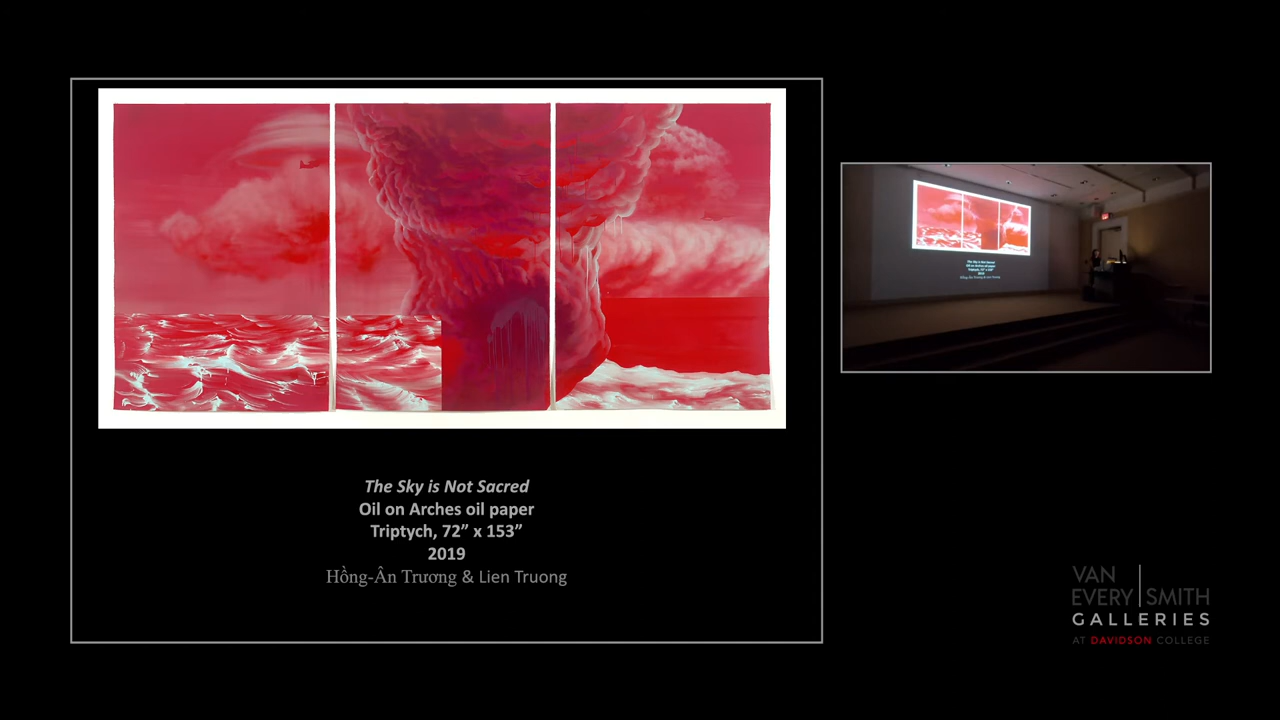 The Sky is Not Sacred
Oil on Arches oil paper
Triptych, 72” x 153”
2019
Hồng-Ân Trương & Lien Truong
VAN
EVERY SMITH
GALLERIES
AT DAVIDSON COLLEGE